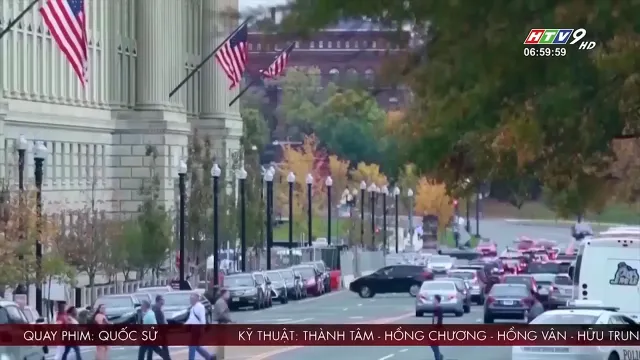 HTV9 HD
06:59:59
QUAY PHIM: QUỐC SỬ KỸ THUẬT: THÀNH TÂM - HỒNG CHƯƠNG - HỒNG VÂN - HỮU TRUN